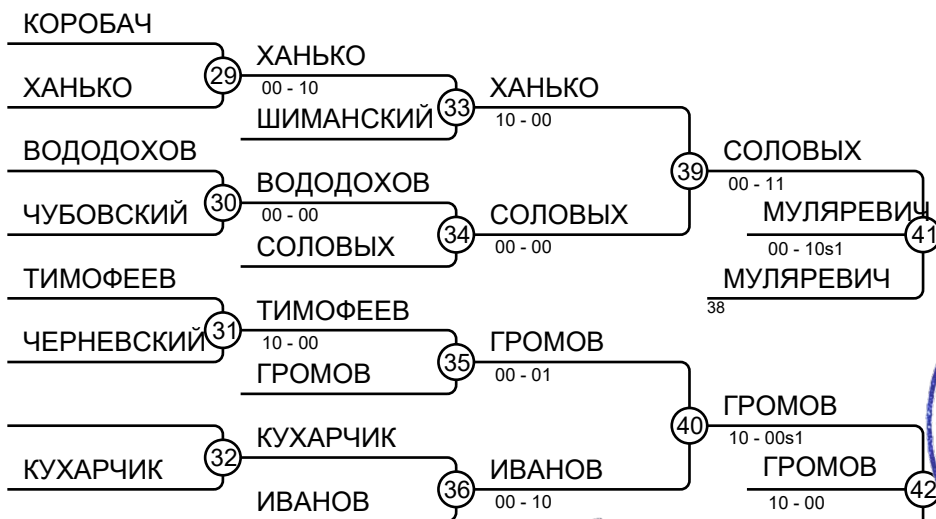 КОРОБАЧ
ХАНЬКО
29
ХАНЬКО
00 - 10
ШИМАНСКИЙ
33
ХАНЬКО
10 - 00
ВОДОДОХОВ
ЧУБОВСКИЙ
30
ВОДОДОХОВ
00 - 00
СОЛОВЫХ
34
СОЛОВЫХ
00 - 00
39
СОЛОВЫХ
00 - 11
МУЛЯРЕВИЧ
00 - 10s1
41
МУЛЯРЕВИЧ
38
ТИМОФЕЕВ
ЧЕРНЕВСКИЙ
31
ТИМОФЕЕВ
10 - 00
ГРОМОВ
35
ГРОМОВ
00 - 01
КУХАРЧИК
32
КУХАРЧИК
ИВАНОВ
36
ИВАНОВ
00 - 10
40
ГРОМОВ
10 - 00s1
ГРОМОВ
10 - 00
42